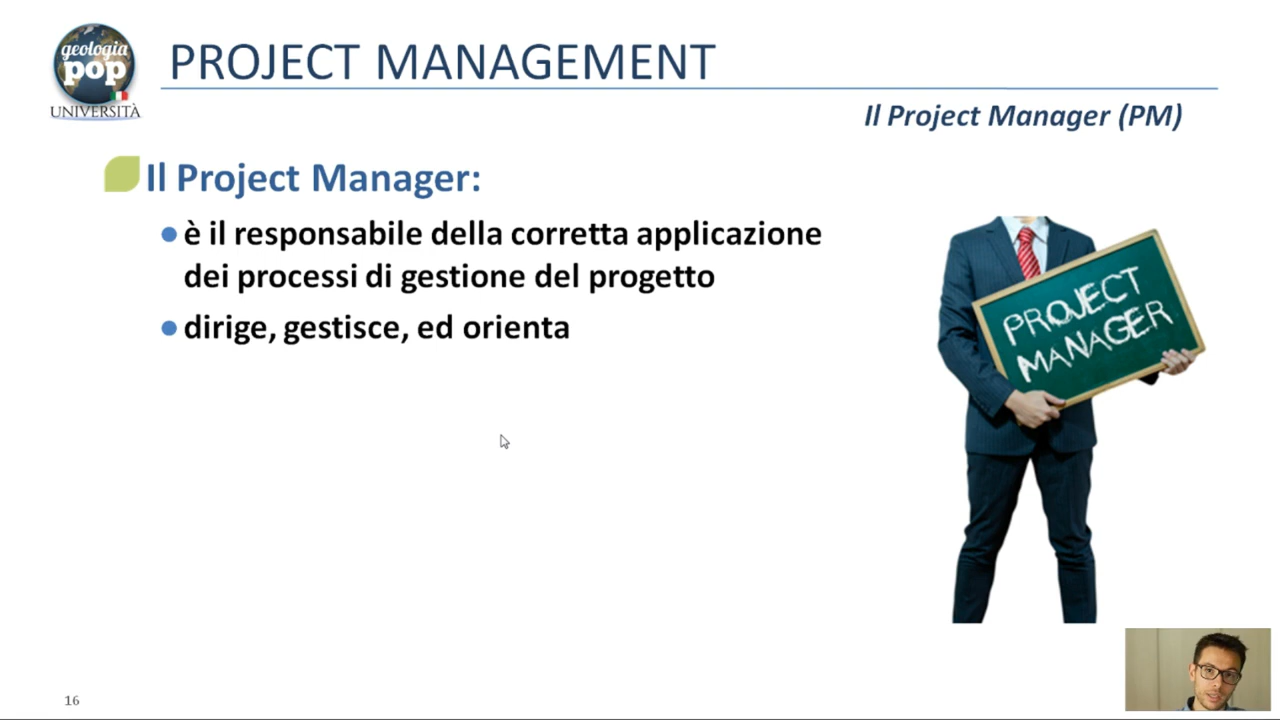 geologia
pop
UNIVERSITÀ
PROJECT MANAGEMENT
Il Project Manager (PM)
Il Project Manager:
è il responsabile della corretta applicazione
dei processi di gestione del progetto
dirige, gestisce, ed orienta
PROJECT
MANAGER
16